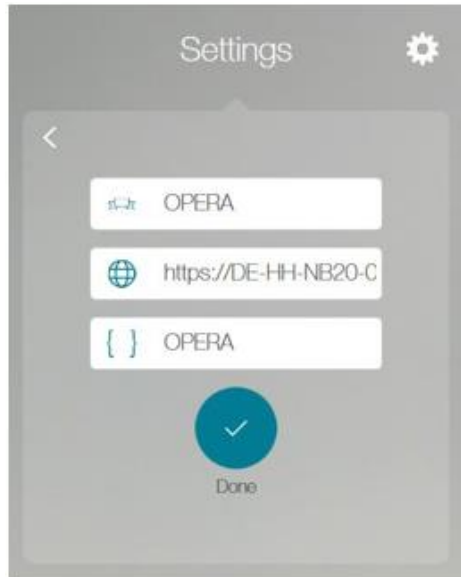 Settings
OPERA
https://DE-HH-NB20-
{ } OPERA
Done